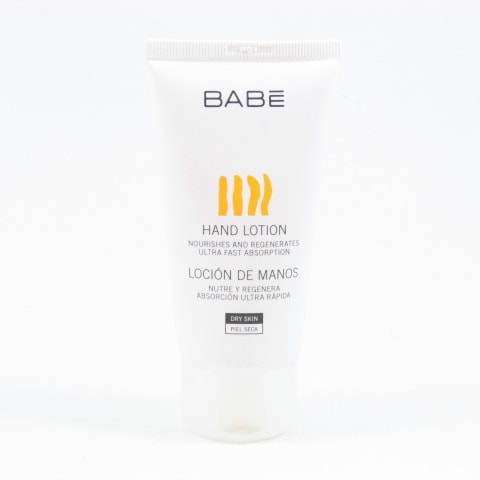 BABĒ
HAND LOTION
NOURISHES AND REGENERATES
ULTRA FAST ABSORPTION
LOCIÓN DE MANOS
NUTRE Y REGENERA
ABSORCIÓN ULTRA RÁPIDA
DRY SKIN
PIEL SECA